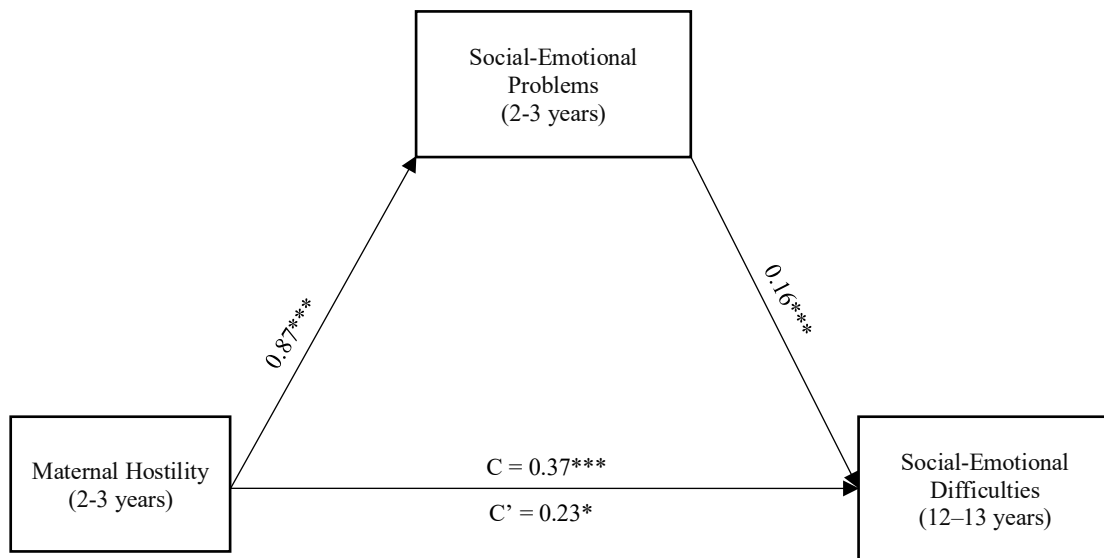 Social-Emotional
Problems
(2-3 years)
0.87***
0.16***
Maternal Hostility
(2-3 years)
C = 0.37***
C’ = 0.23*
Social-Emotional
Difficulties
(12–13 years)